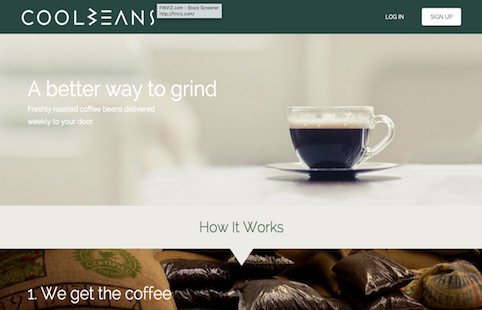 COOLBEANS
FINVIZ.com - Stock Screener
http://finviz.com/
LOG IN
SIGN UP
A better way to grind
Freshly roasted coffee beans delivered
weekly to your door.
How It Works
1. We get the coffee